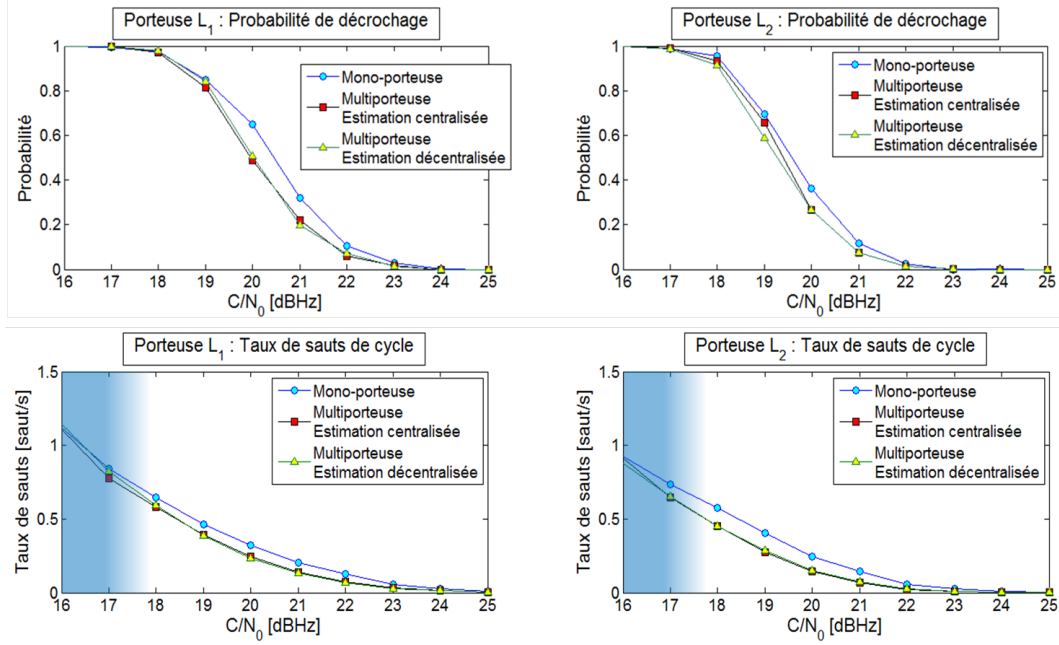 Porteuse L1 : Probabilité de décrochage
1
0.8
0.6
0.4
0.2
0
Probabilité
Mono-porteuse
Multiporteuse
Estimation centralisée
Multiporteuse
Estimation décentralisée
17 18 19 20 21 22 23 24 25
C/N0 [dBHz]
Porteuse L2 : Probabilité de décrochage
1
0.8
0.6
0.4
0.2
0
Probabilité
Mono-porteuse
Multiporteuse
Estimation centralisée
Multiporteuse
Estimation décentralisée
17 18 19 20 21 22 23 24 25
C/N0 [dBHz]
Porteuse L1 : Taux de sauts de cycle
1.5
1
0.5
0
Taux de sauts [saut/s]
Mono-porteuse
Multiporteuse
Estimation centralisée
Multiporteuse
Estimation décentralisée
16 17 18 19 20 21 22 23 24 25
C/N0 [dBHz]
Porteuse L2 : Taux de sauts de cycle
1.5
1
0.5
0
Taux de sauts [saut/s]
Mono-porteuse
Multiporteuse
Estimation centralisée
Multiporteuse
Estimation décentralisée
16 17 18 19 20 21 22 23 24 25
C/N0 [dBHz]